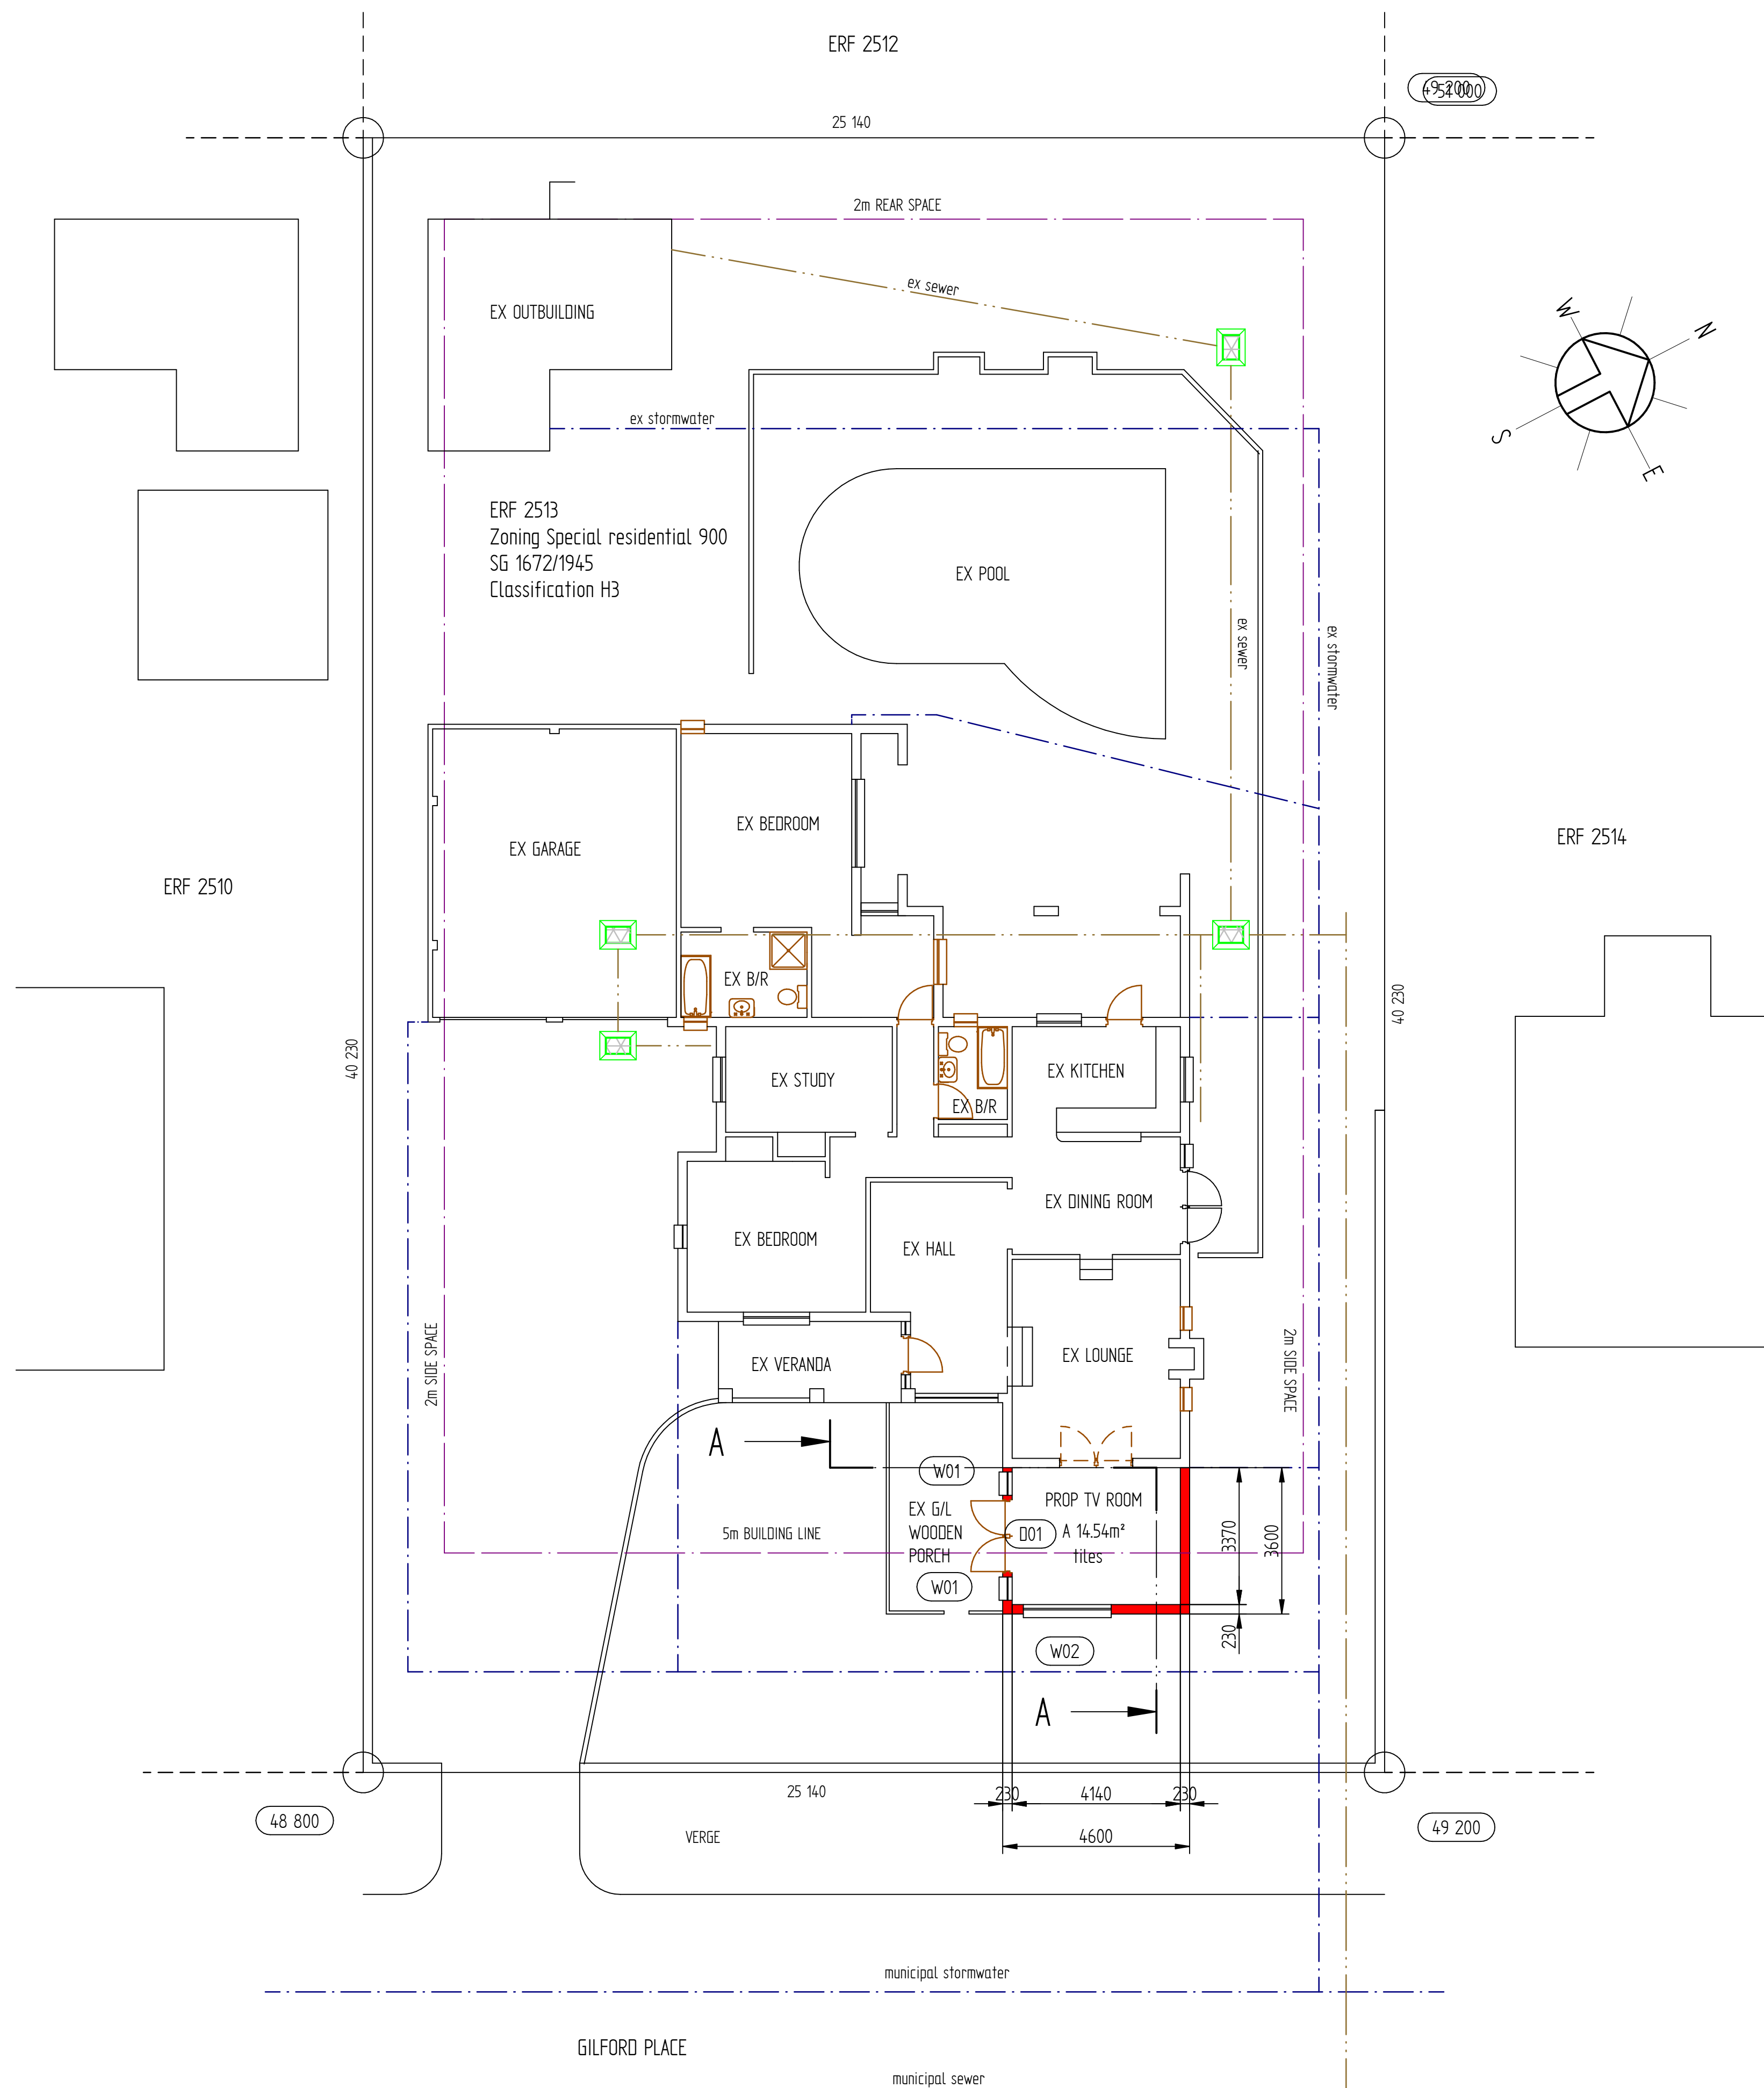 ERF 2512
49 200
51 000
25 140
2m REAR SPACE
ex sewer
EX OUTBUILDING
W
N
S
E
ex stormwater
ERF 2513
Zoning Special residential 900
SG 1672/1945
Classification H3
EX POOL
ex sewer
ex stormwater
EX BEDROOM
EX GARAGE
ERF 2514
ERF 2510
EX B/R
40 230
40 230
EX STUDY
EX KITCHEN
EX B/R
EX DINING ROOM
EX BEDROOM
EX HALL
2m SIDE SPACE
EX VERANDA
EX LOUNGE
2m SIDE SPACE
A
W01
PROP TV ROOM
EX G/L
WOODEN
PORCH
D01
A 14.54m²
tiles
5m BUILDING LINE
3370
3600
W01
230
W02
A
25 140
230
4140
230
48 800
49 200
VERGE
4600
municipal stormwater
GILFORD PLACE
municipal sewer